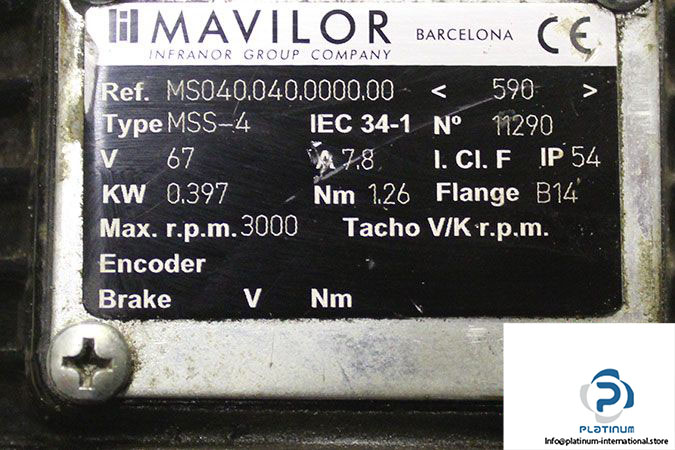 MAVILOR BARCELONA CE
INFRANOR GROUP COMPANY
Ref. MS040.040.0000.00 < 590 >
Type MSS-4 IEC 34-1 Nº 11290
V 67 A 7.8 I. Cl. F IP 54
KW 0.397 Nm 1.26 Flange B14
Max. r.p.m. 3000 Tacho V/K r.p.m.
Encoder
Brake V Nm
PLATINUM
Info@platinum-international.store